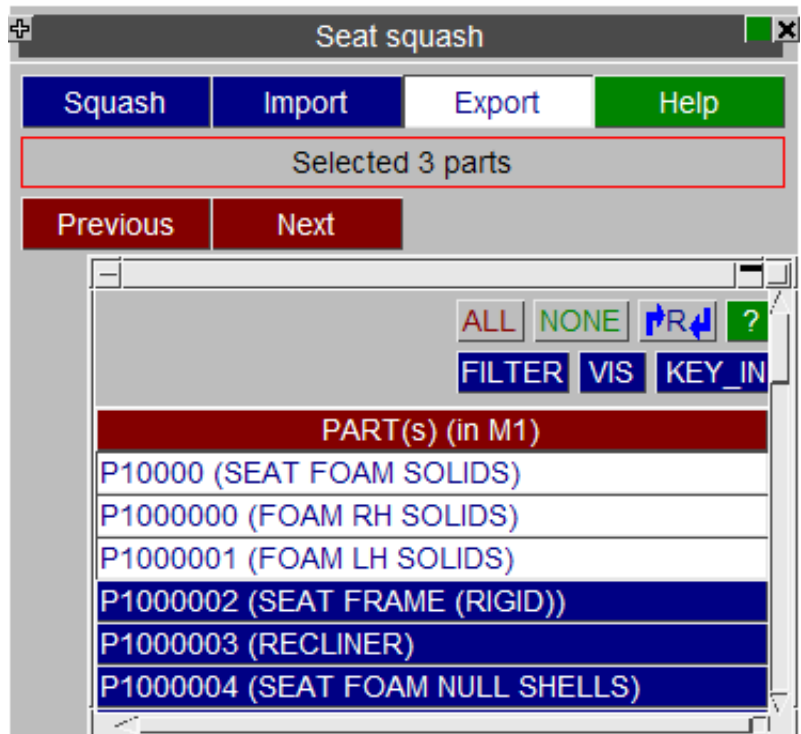 Seat squash
Squash Import Export Help
Selected 3 parts
Previous Next
ALL NONE R ?
FILTER VIS KEY_IN
PART(s) (in M1)
P10000 (SEAT FOAM SOLIDS)
P1000000 (FOAM RH SOLIDS)
P1000001 (FOAM LH SOLIDS)
P1000002 (SEAT FRAME (RIGID))
P1000003 (RECLINER)
P1000004 (SEAT FOAM NULL SHELLS)